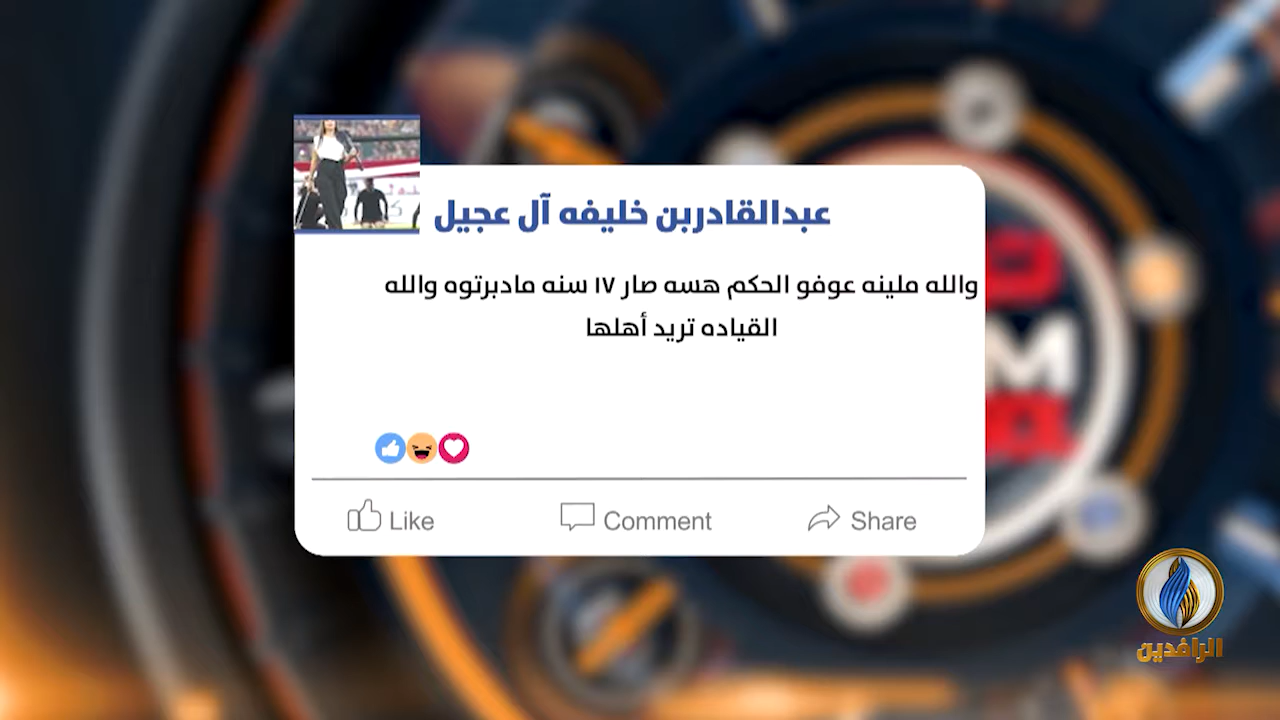 عبدالقادربن خليفه آل عجيل
والله ملينه عوفو الحكم هسه صار ١٧ سنه مادبرتوه والله
القياده تريد أهلها
Like
Comment
Share
الرافدين